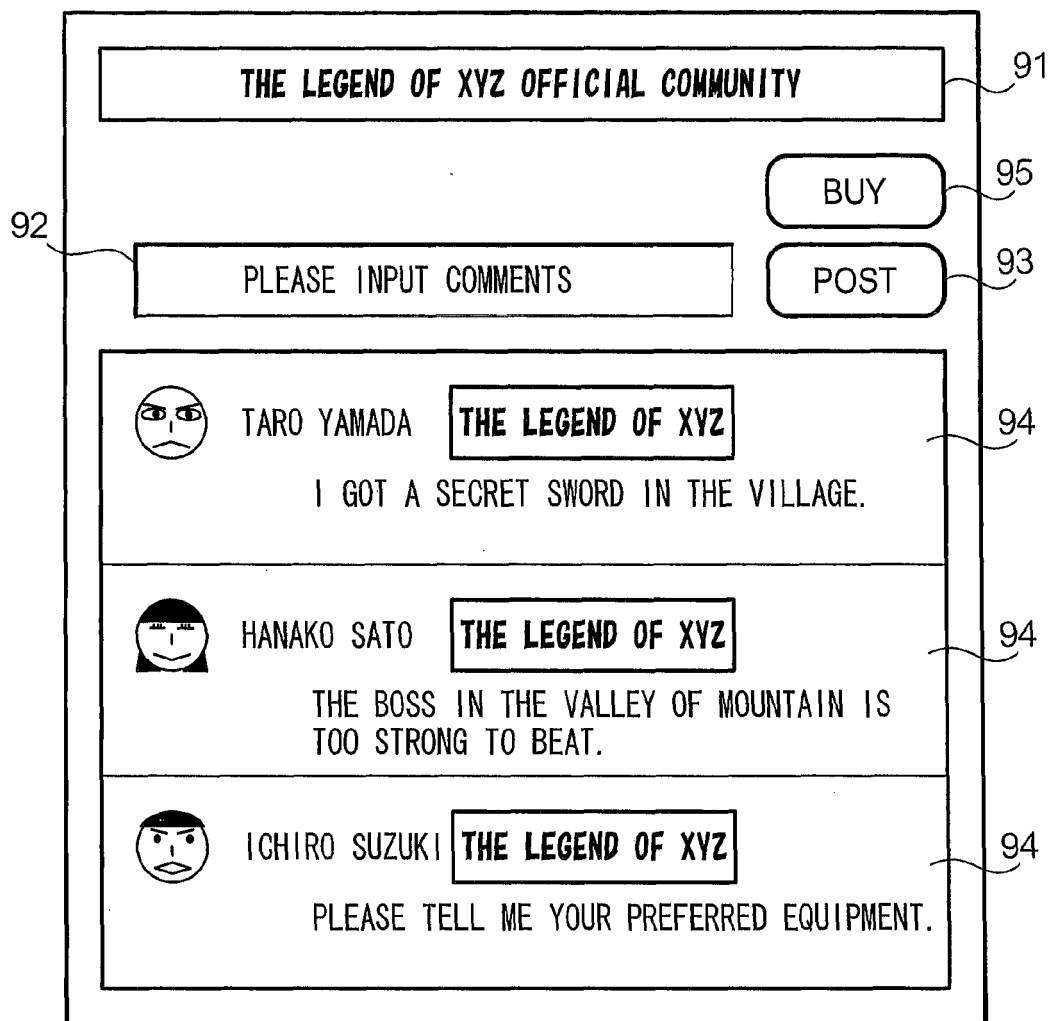 THE LEGEND OF XYZ OFFICIAL COMMUNITY
91
BUY
95
92
PLEASE INPUT COMMENTS
POST
93
TARO YAMADA THE LEGEND OF XYZ
94
I GOT A SECRET SWORD IN THE VILLAGE.
HANAKO SATO THE LEGEND OF XYZ
94
THE BOSS IN THE VALLEY OF MOUNTAIN IS
TOO STRONG TO BEAT.
ICHIRO SUZUKI THE LEGEND OF XYZ
94
PLEASE TELL ME YOUR PREFERRED EQUIPMENT.